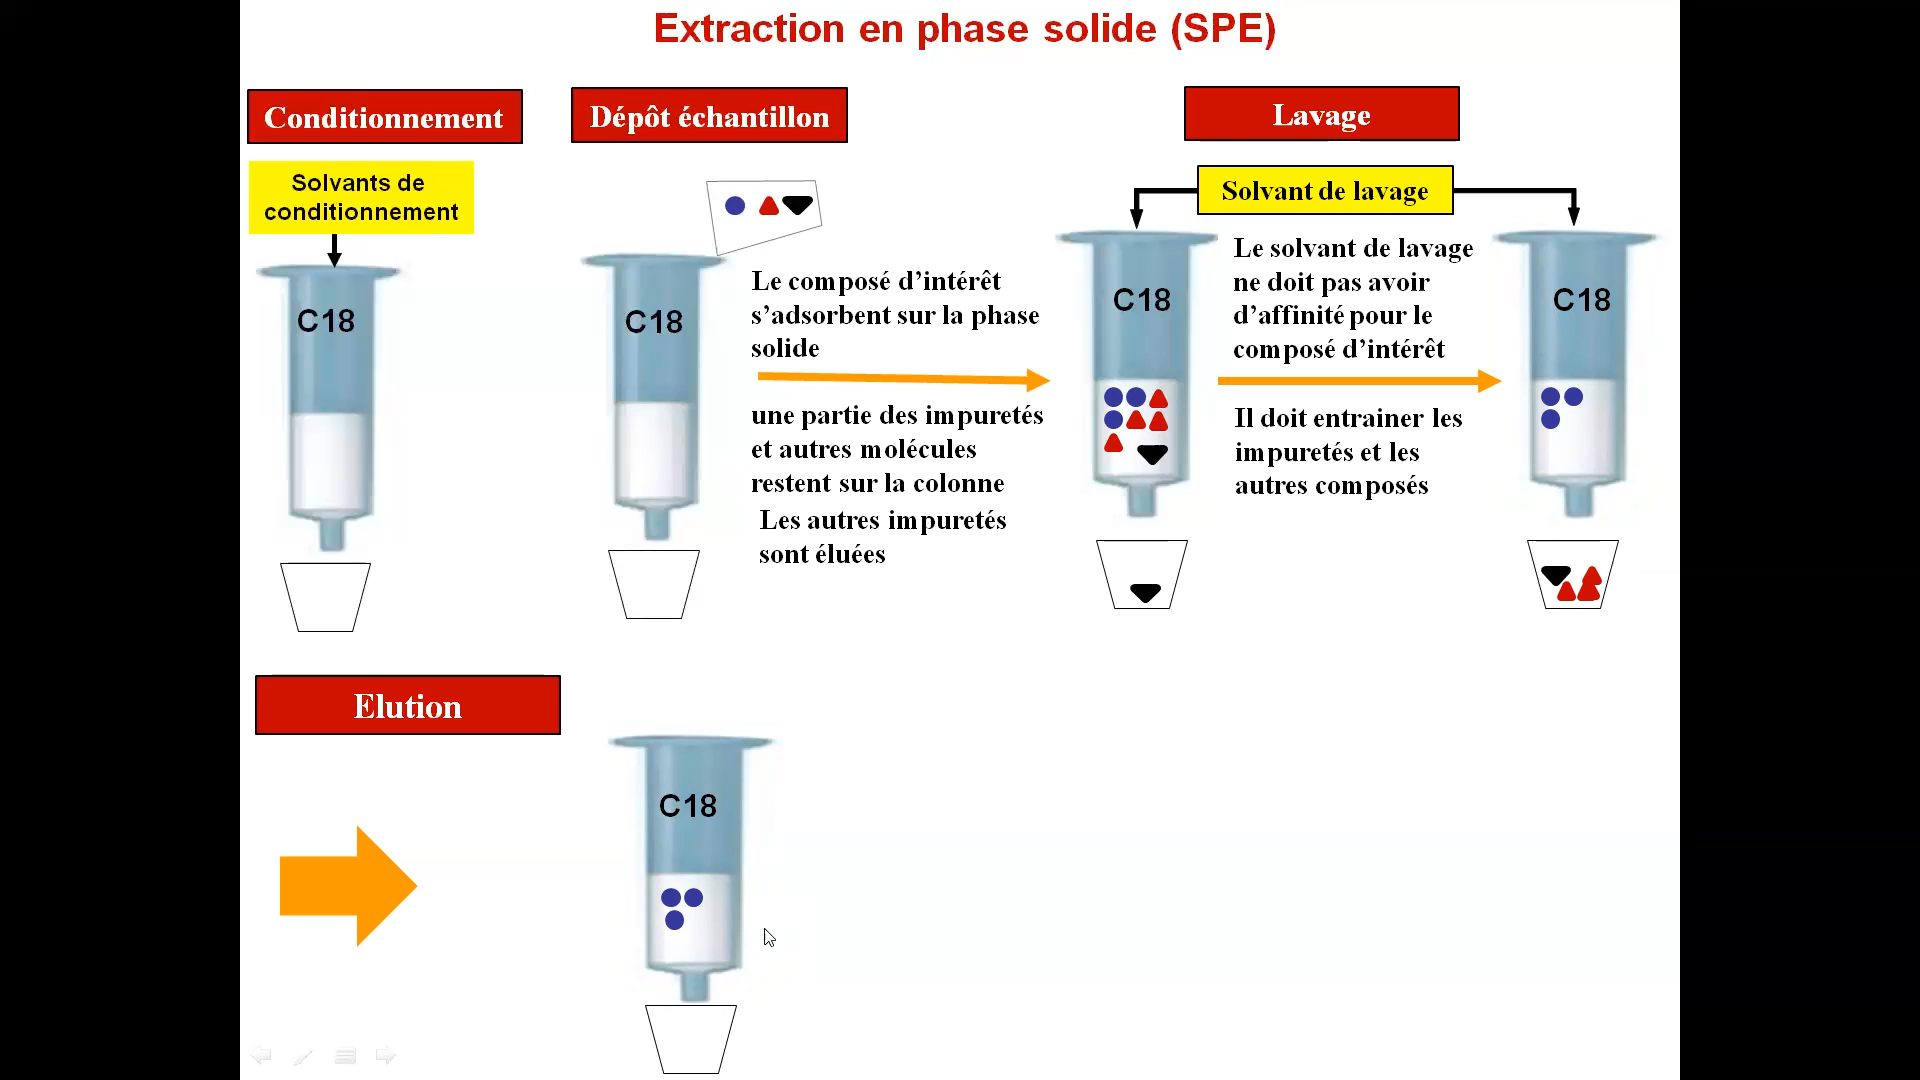 Extraction en phase solide (SPE)
Conditionnement
Solvants de
conditionnement
C18
Dépôt échantillon
C18
Le composé d'intérêt
s'adsorbent sur la phase
solide
une partie des impuretés
et autres molécules
restent sur la colonne
Les autres impuretés
sont éluées
Lavage
Solvant de lavage
C18
Le solvant de lavage
ne doit pas avoir
d'affinité pour le
composé d'intérêt
Il doit entrainer les
impuretés et les
autres composés
C18
Elution
C18